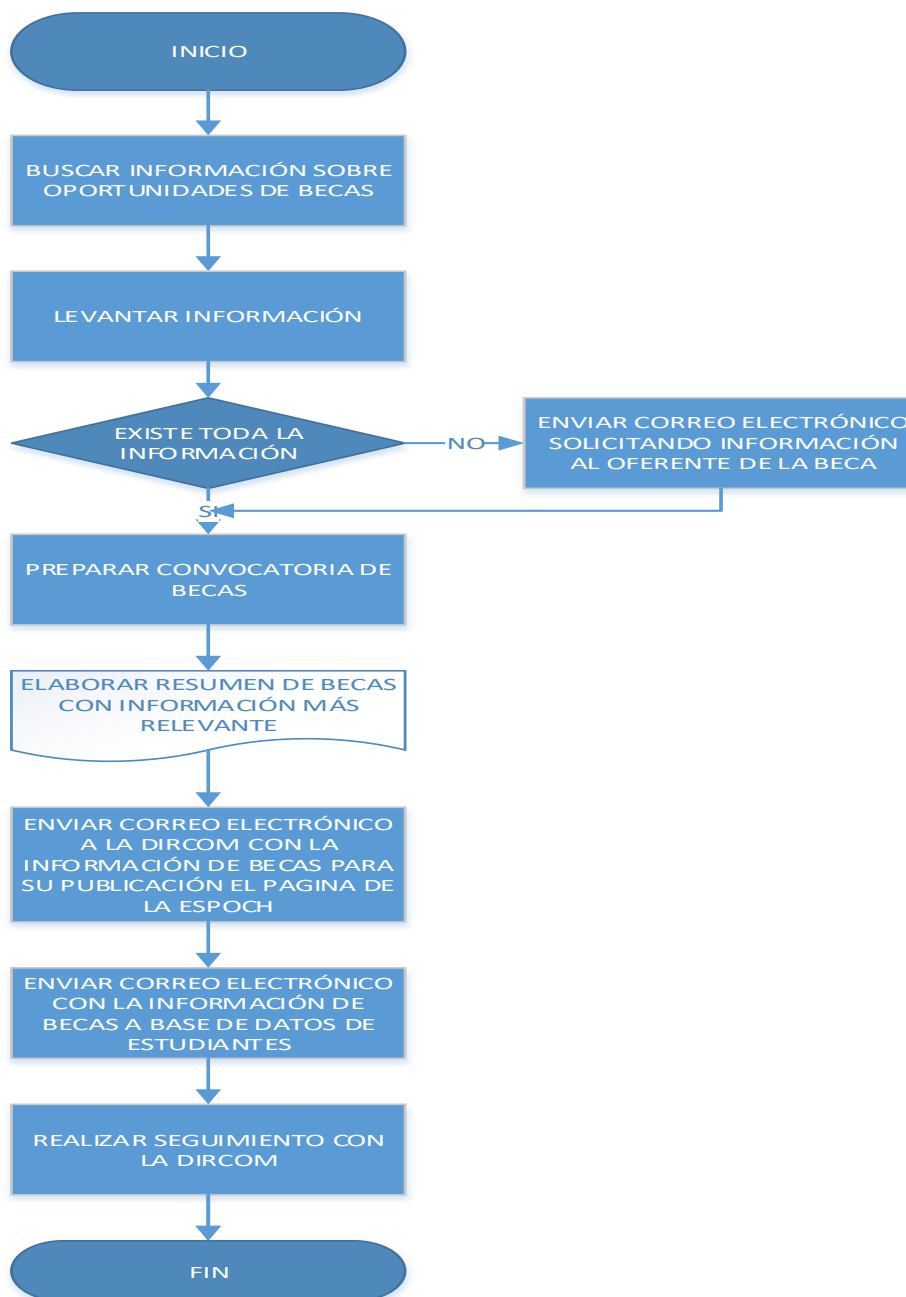 INICIO
BUSCAR INFORMACIÓN SOBRE
OPORTUNIDADES DE BECAS
LEVANTAR INFORMACIÓN
EXISTE TODA LA
INFORMACIÓN
NO
ENVIAR CORREO ELECTRÓNICO
SOLICITANDO INFORMACIÓN
AL OFERENTE DE LA BECA
SI
PREPARAR CONVOCATORIA DE
BECAS
ELABORAR RESUMEN DE BECAS
CON INFORMACIÓN MÁS
RELEVANTE
ENVIAR CORREO ELECTRÓNICO
A LA DIRCOM CON LA
INFORMACIÓN DE BECAS PARA
SU PUBLICACIÓN EL PAGINA DE
LA ESPOCH
ENVIAR CORREO ELECTRÓNICO
CON LA INFORMACIÓN DE
BECAS A BASE DE DATOS DE
ESTUDIANTES
REALIZAR SEGUIMIENTO CON
LA DIRCOM
FIN